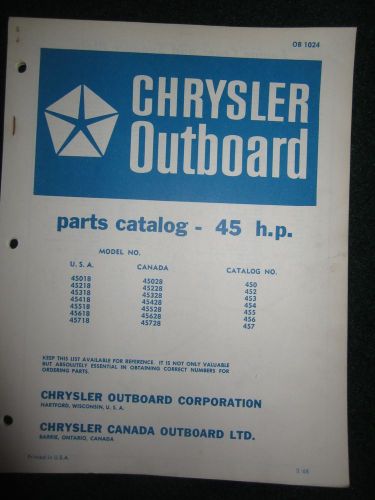 OB 1024
CHRYSLER
Outboard
parts catalog - 45 h.p.
MODEL NO.
U. S. A. CANADA CATALOG NO.
45018 45028 450
45218 45228 452
45318 45328 453
45418 45428 454
45518 45528 455
45618 45628 456
45718 45728 457
KEEP THIS LIST AVAILABLE FOR REFERENCE. IT IS NOT ONLY VALUABLE
BUT ABSOLUTELY ESSENTIAL IN OBTAINING CORRECT NUMBERS FOR
ORDERING PARTS.
CHRYSLER OUTBOARD CORPORATION
HARTFORD, WISCONSIN, U. S. A.
CHRYSLER CANADA OUTBOARD LTD.
BARRIE, ONTARIO, CANADA
Printed in U.S.A.